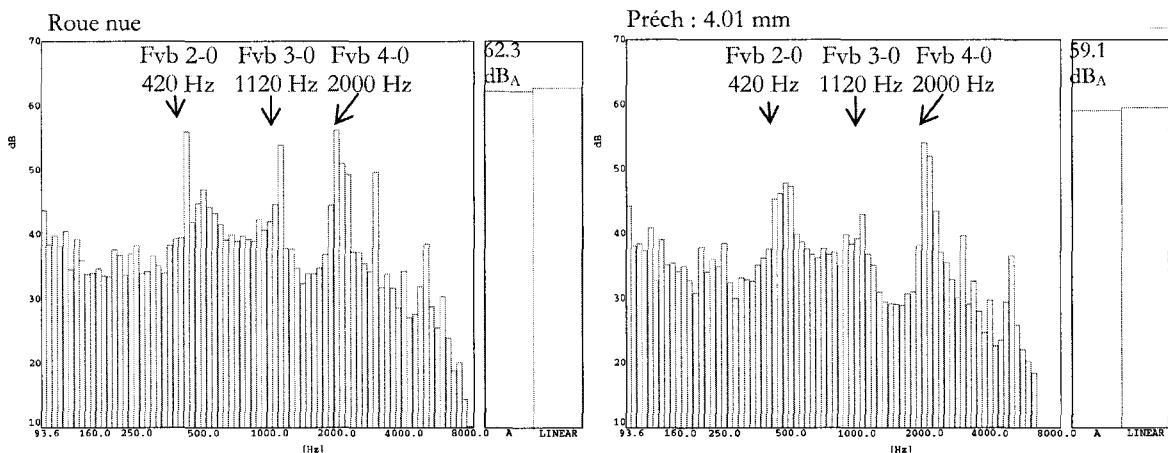 Roue nue
Fvb 2-0 Fvb 3-0 Fvb 4-0
420 Hz 1120 Hz 2000 Hz
62.3
dBA
70
60
50
40
30
20
10
dB
93.6 160.0 250.0 500.0 1000.0 2000.0 4000.0 8000.0 A LINEAR
[Hz]
Préch : 4.01 mm
Fvb 2-0 Fvb 3-0 Fvb 4-0
420 Hz 1120 Hz 2000 Hz
59.1
dBA
70
60
50
40
30
20
10
dB
93.6 160.0 250.0 500.0 1000.0 2000.0 4000.0 8000.0 A LINEAR
[Hz]